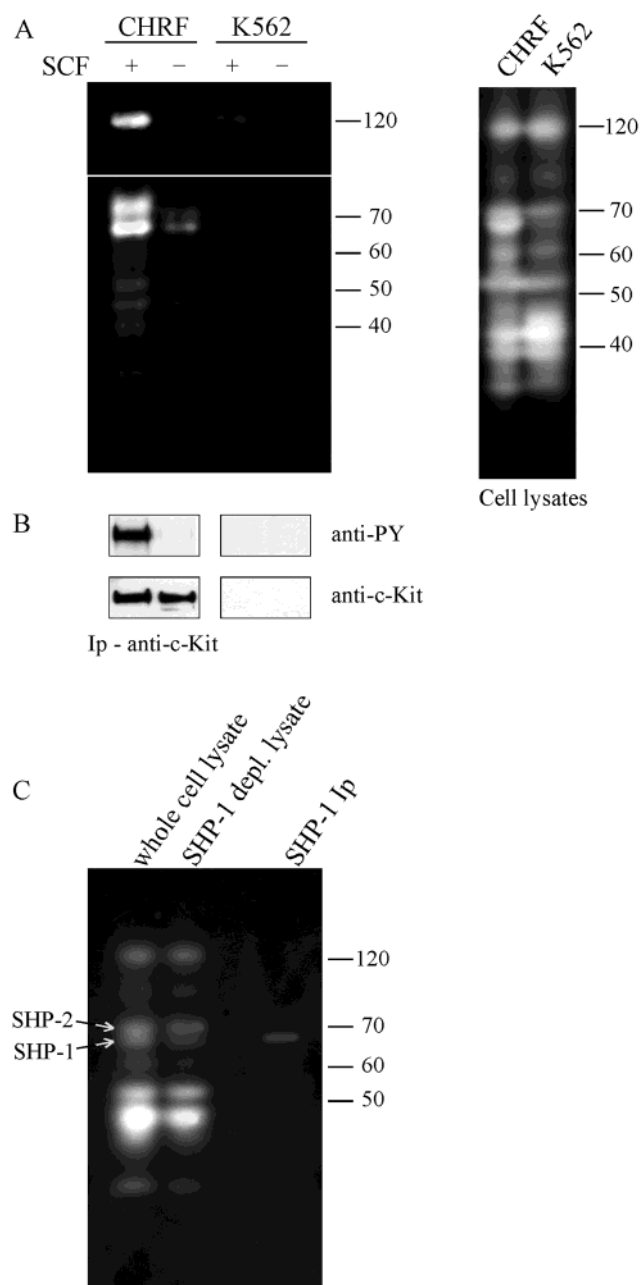 A
CHRF K562
SCF + − + −
120
70
60
50
40
CHRF K562
120
70
60
50
40
Cell lysates
B
anti-PY
anti-c-Kit
Ip - anti-c-Kit
C
whole cell lysate
SHP-1 depl. lysate
SHP-1 Ip
120
SHP-2
70
SHP-1
60
50